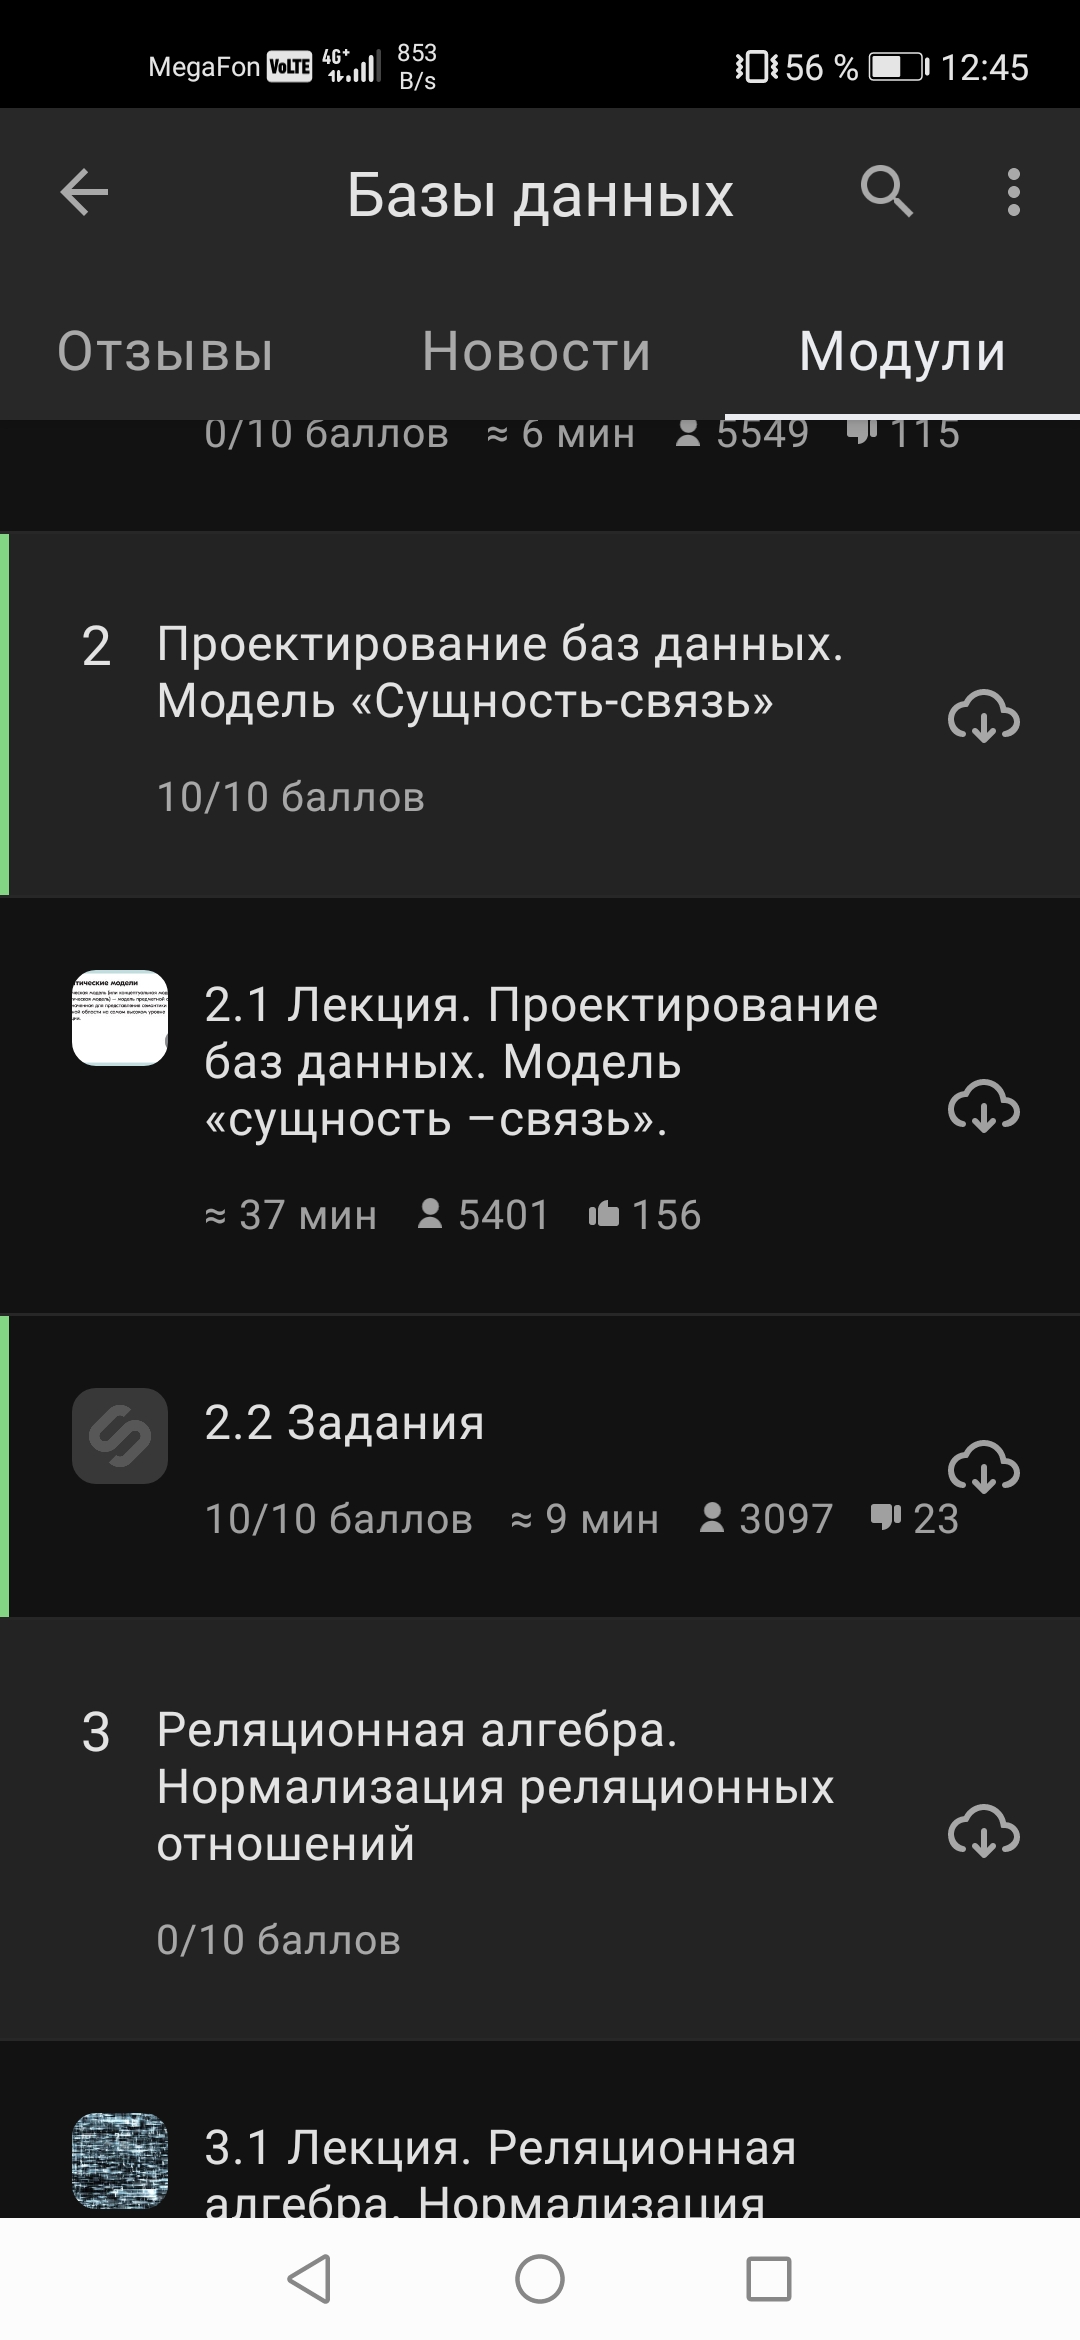 MegaFon VoLTE 4G+ 853 B/s 56 % 12:45
Базы данных
Отзывы Новости Модули
0/10 баллов ≈ 6 мин 5549 115
2 Проектирование баз данных.
Модель «Сущность-связь»
10/10 баллов
тические модели
2.1 Лекция. Проектирование
баз данных. Модель
«сущность –связь».
≈ 37 мин 5401 156
2.2 Задания
10/10 баллов ≈ 9 мин 3097 23
3 Реляционная алгебра.
Нормализация реляционных
отношений
0/10 баллов
3.1 Лекция. Реляционная
алгебра. Нормализация